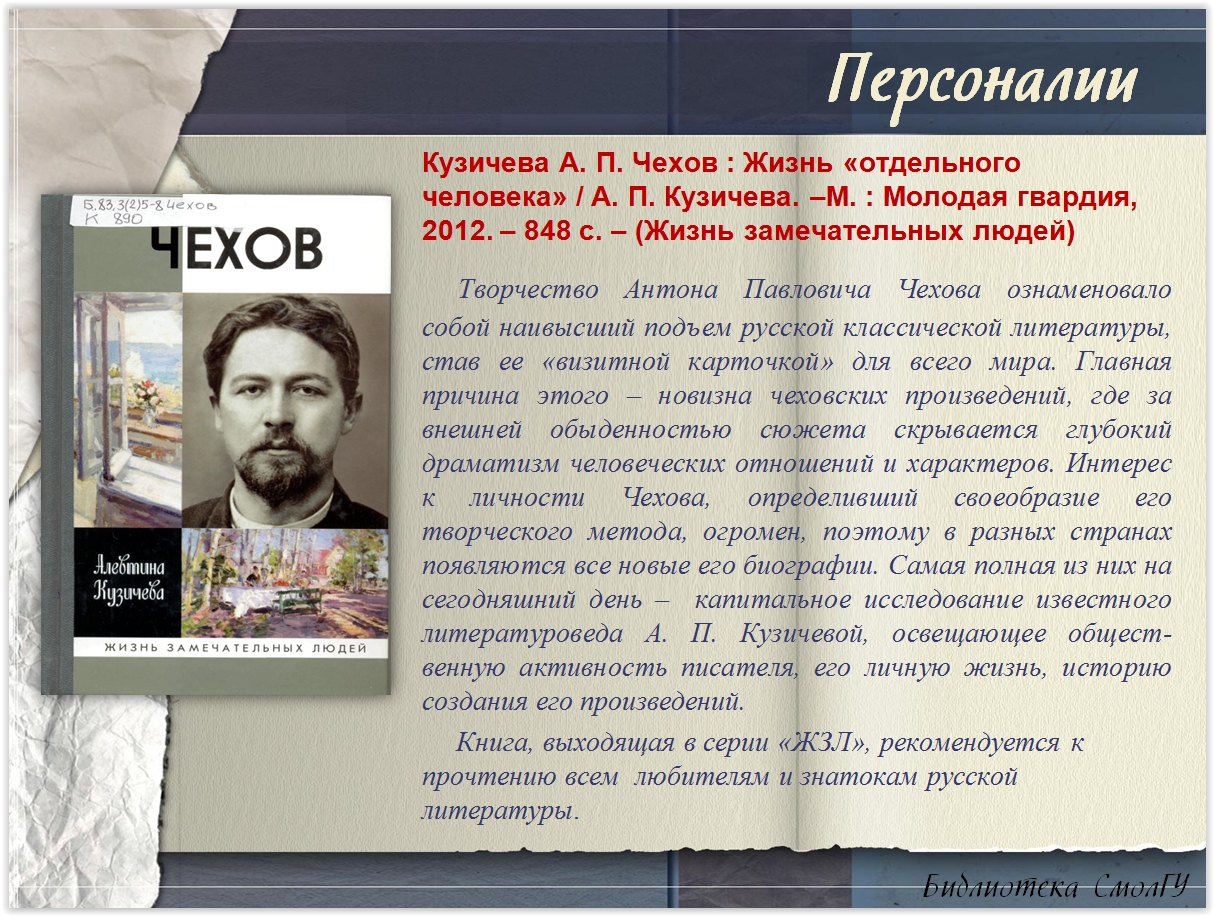 Персоналии
Кузичева А. П. Чехов : Жизнь «отдельного
человека» / А. П. Кузичева. –М. : Молодая гвардия,
2012. – 848 с. – (Жизнь замечательных людей)
Б.83,3(2)5-8 Чехов
К 890
ЧЕХОВ
Алевтина
Кузичева
ЖИЗНЬ ЗАМЕЧАТЕЛЬНЫХ ЛЮДЕЙ
Творчество Антона Павловича Чехова ознаменовало
собой наивысший подъем русской классической литературы,
став ее «визитной карточкой» для всего мира. Главная
причина этого – новизна чеховских произведений, где за
внешней обыденностью сюжета скрывается глубокий
драматизм человеческих отношений и характеров. Интерес
к личности Чехова, определивший своеобразие его
творческого метода, огромен, поэтому в разных странах
появляются все новые его биографии. Самая полная из них на
сегодняшний день – капитальное исследование известного
литературоведа А. П. Кузичевой, освещающее общест-
венную активность писателя, его личную жизнь, историю
создания его произведений.
Книга, выходящая в серии «ЖЗЛ», рекомендуется к
прочтению всем любителям и знатокам русской
литературы.
Библиотека СмолГУ